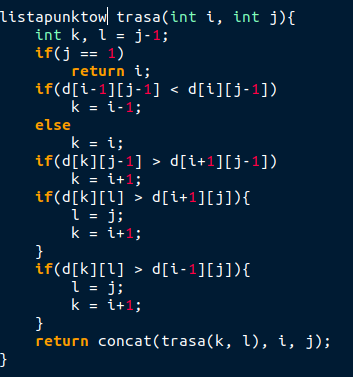 listapunktow trasa(int i, int j){
    int k, l = j-1;
    if(j == 1)
        return i;
    if(d[i-1][j-1] < d[i][j-1])
        k = i-1;
    else
        k = i;
    if(d[k][j-1] > d[i+1][j-1])
        k = i+1;
    if(d[k][l] > d[i+1][j]){
        l = j;
        k = i+1;
    }
    if(d[k][l] > d[i-1][j]){
        l = j;
        k = i+1;
    }
    return concat(trasa(k, l), i, j);
}